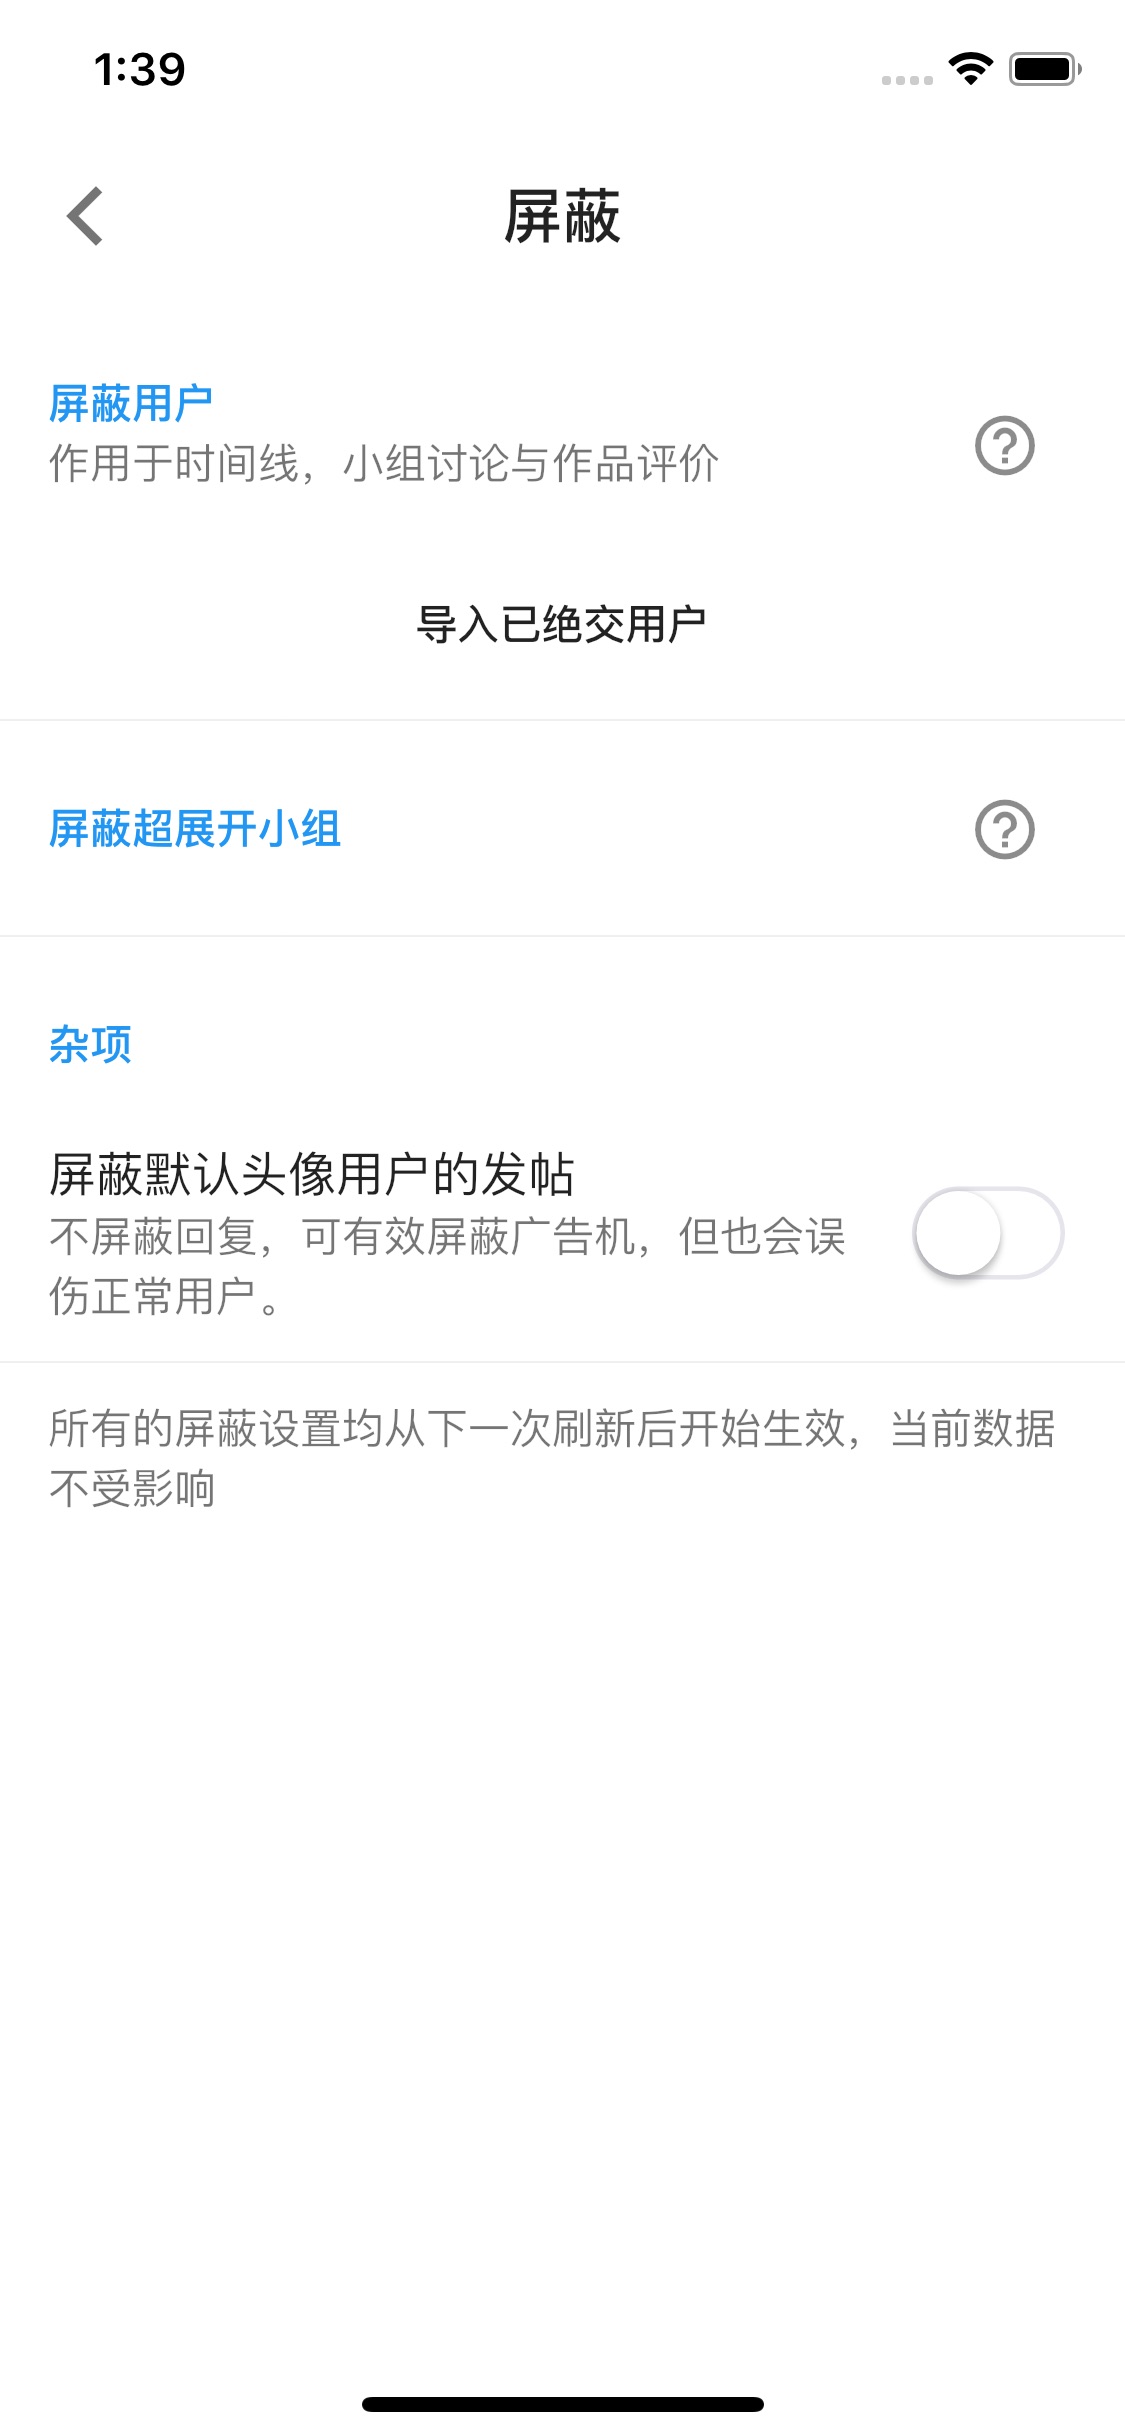 1:39
屏蔽
屏蔽用户
作用于时间线，小组讨论与作品评价
导入已绝交用户
屏蔽超展开小组
杂项
屏蔽默认头像用户的发帖
不屏蔽回复，可有效屏蔽广告机，但也会误
伤正常用户。
所有的屏蔽设置均从下一次刷新后开始生效，当前数据
不受影响